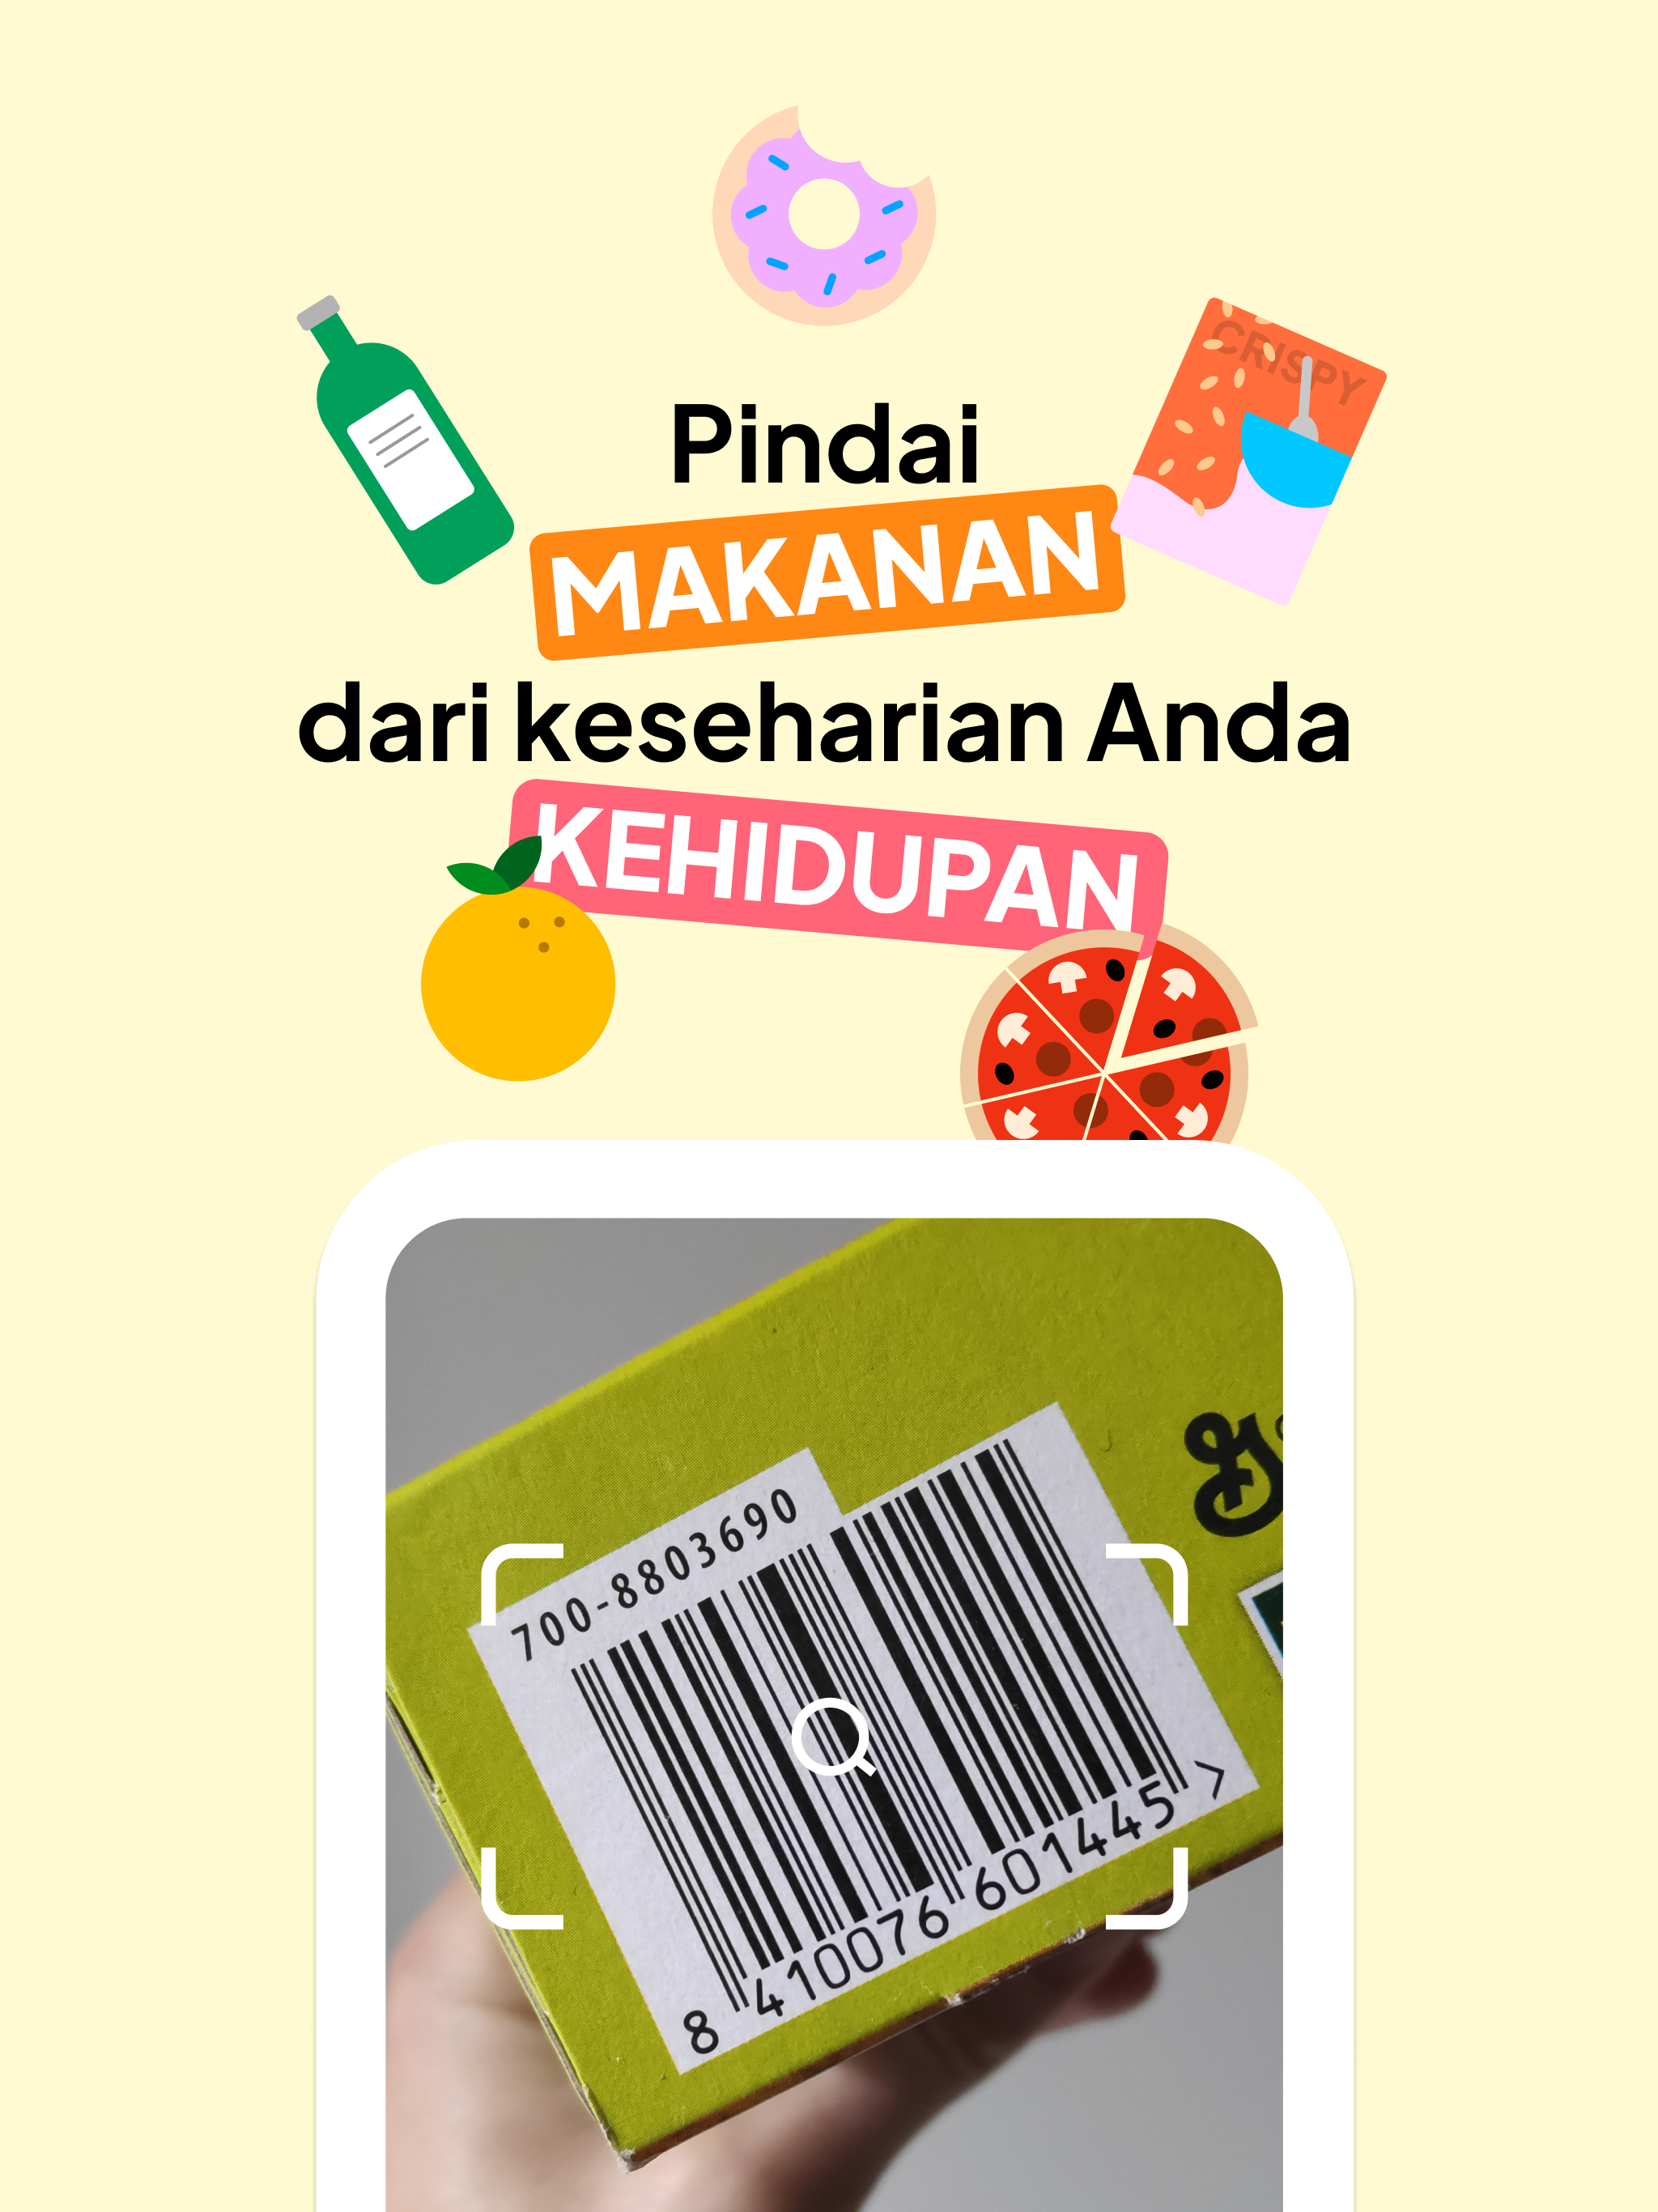 CRISPY
Pindai
MAKANAN
dari keseharian Anda
KEHIDUPAN
700-8803690
8 410076 601445 >